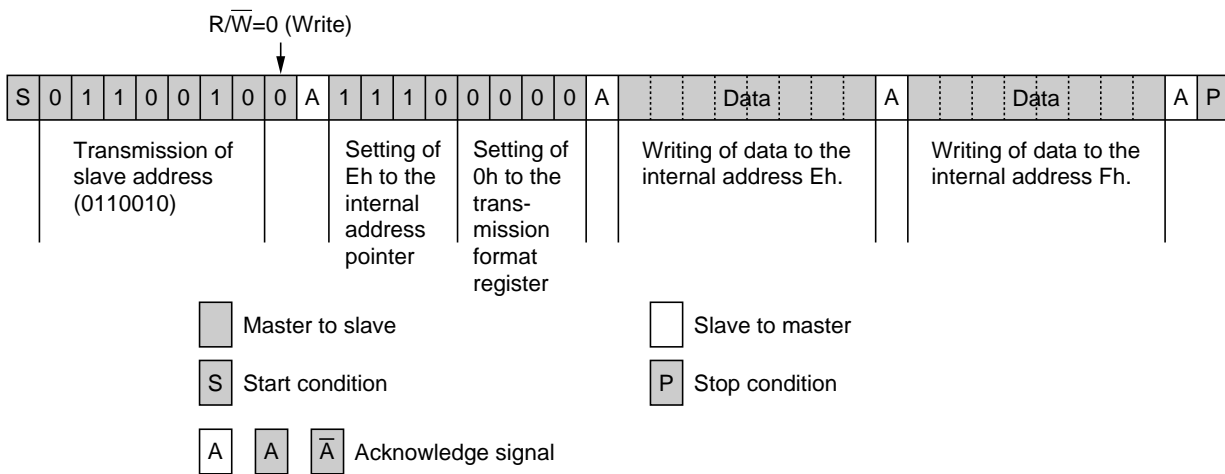 R/W̅=0 (Write)
S 0 1 1 0 0 1 0 0 A 1 1 1 0 0 0 0 0 A Data A Data A P
Transmission of
slave address
(0110010)
Setting of
Eh to the
internal
address
pointer
Setting of
0h to the
trans-
mission
format
register
Writing of data to the
internal address Eh.
Writing of data to the
internal address Fh.
Master to slave
Slave to master
S Start condition
P Stop condition
A A A̅ Acknowledge signal